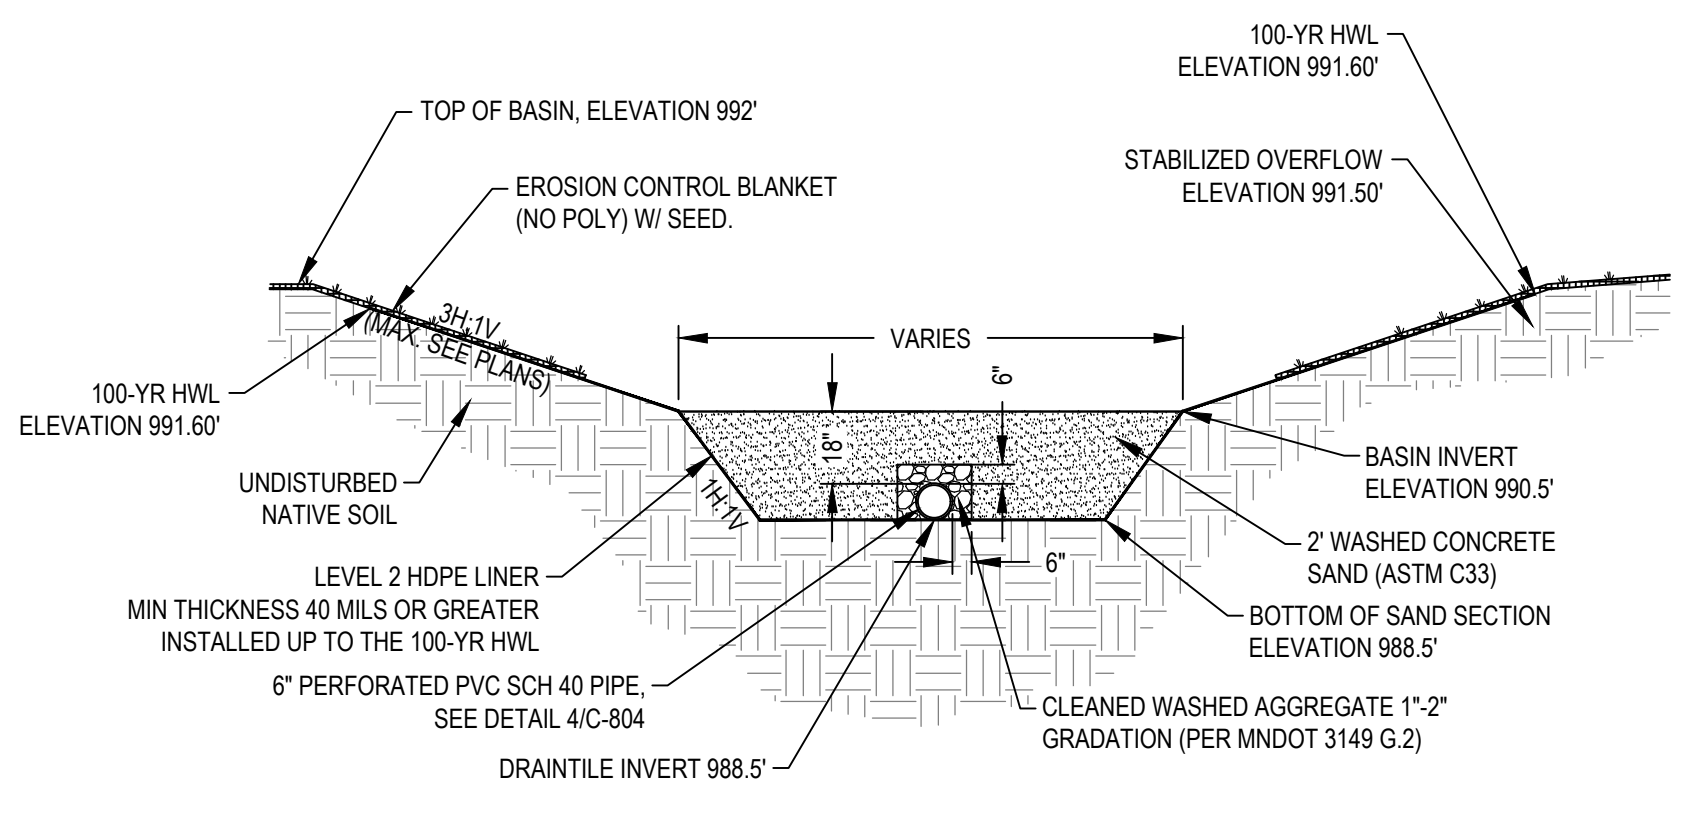 100-YR HWL
ELEVATION 991.60'
TOP OF BASIN, ELEVATION 992'
STABILIZED OVERFLOW
ELEVATION 991.50'
EROSION CONTROL BLANKET
(NO POLY) W/ SEED.
3H:1V
(MAX. SEE PLANS)
VARIES
6"
100-YR HWL
ELEVATION 991.60'
18"
BASIN INVERT
ELEVATION 990.5'
UNDISTURBED
NATIVE SOIL
1H:1V
2' WASHED CONCRETE
SAND (ASTM C33)
6"
LEVEL 2 HDPE LINER
MIN THICKNESS 40 MILS OR GREATER
INSTALLED UP TO THE 100-YR HWL
BOTTOM OF SAND SECTION
ELEVATION 988.5'
6" PERFORATED PVC SCH 40 PIPE,
SEE DETAIL 4/C-804
CLEANED WASHED AGGREGATE 1"-2"
GRADATION (PER MNDOT 3149 G.2)
DRAINTILE INVERT 988.5'